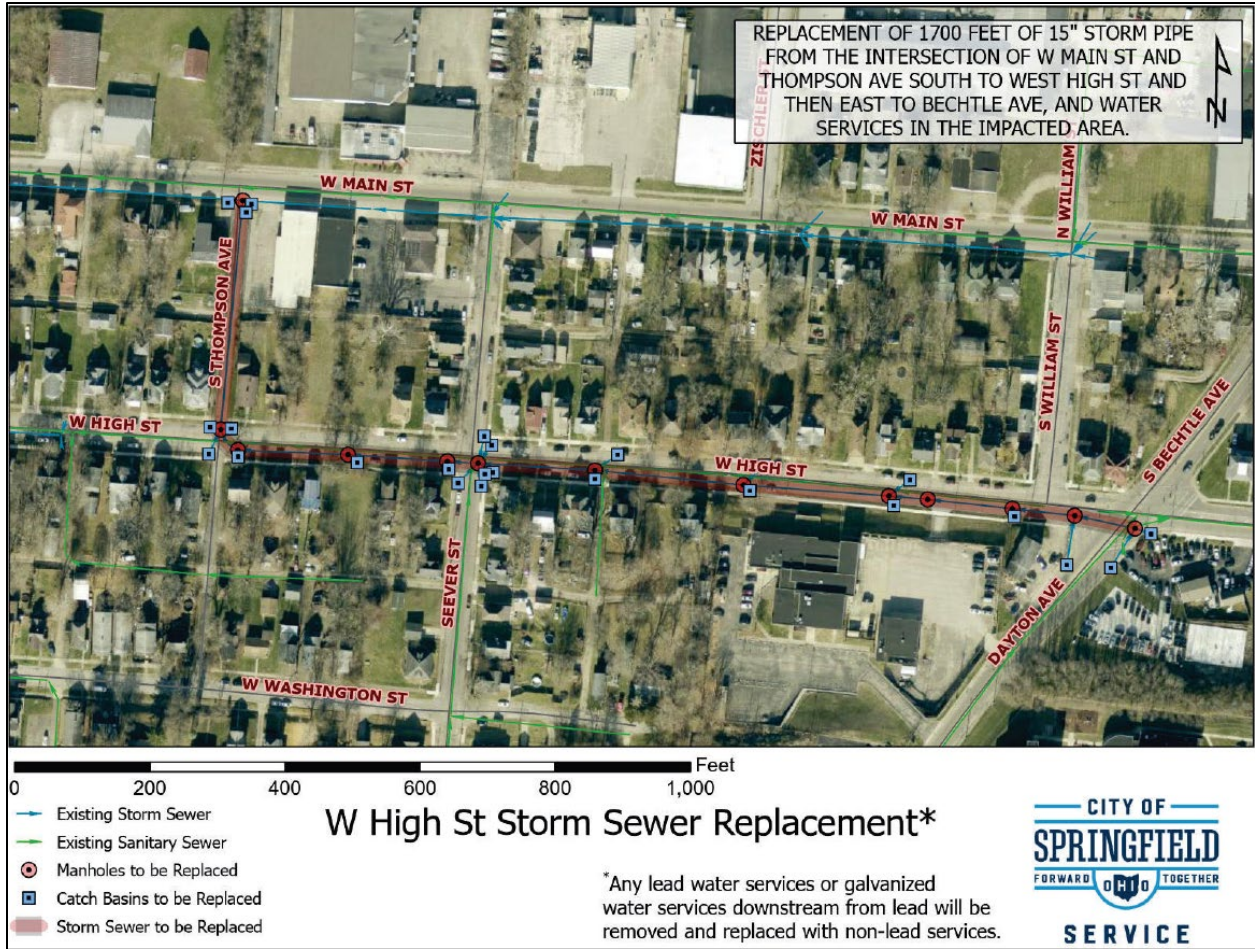 REPLACEMENT OF 1700 FEET OF 15" STORM PIPE
FROM THE INTERSECTION OF W MAIN ST AND
THOMPSON AVE SOUTH TO WEST HIGH ST AND
THEN EAST TO BECHTLE AVE, AND WATER
SERVICES IN THE IMPACTED AREA.
N
ZISCHLER ST
N WILLIAM ST
W MAIN ST
W MAIN ST
S THOMPSON AVE
S WILLIAM ST
S BECHTLE AVE
W HIGH ST
W HIGH ST
SEEVER ST
DAYTON AVE
W WASHINGTON ST
Feet
0 200 400 600 800 1,000
Existing Storm Sewer
Existing Sanitary Sewer
Manholes to be Replaced
Catch Basins to be Replaced
Storm Sewer to be Replaced
W High St Storm Sewer Replacement*
*Any lead water services or galvanized
water services downstream from lead will be
removed and replaced with non-lead services.
CITY OF
SPRINGFIELD
FORWARD OHIO TOGETHER
SERVICE